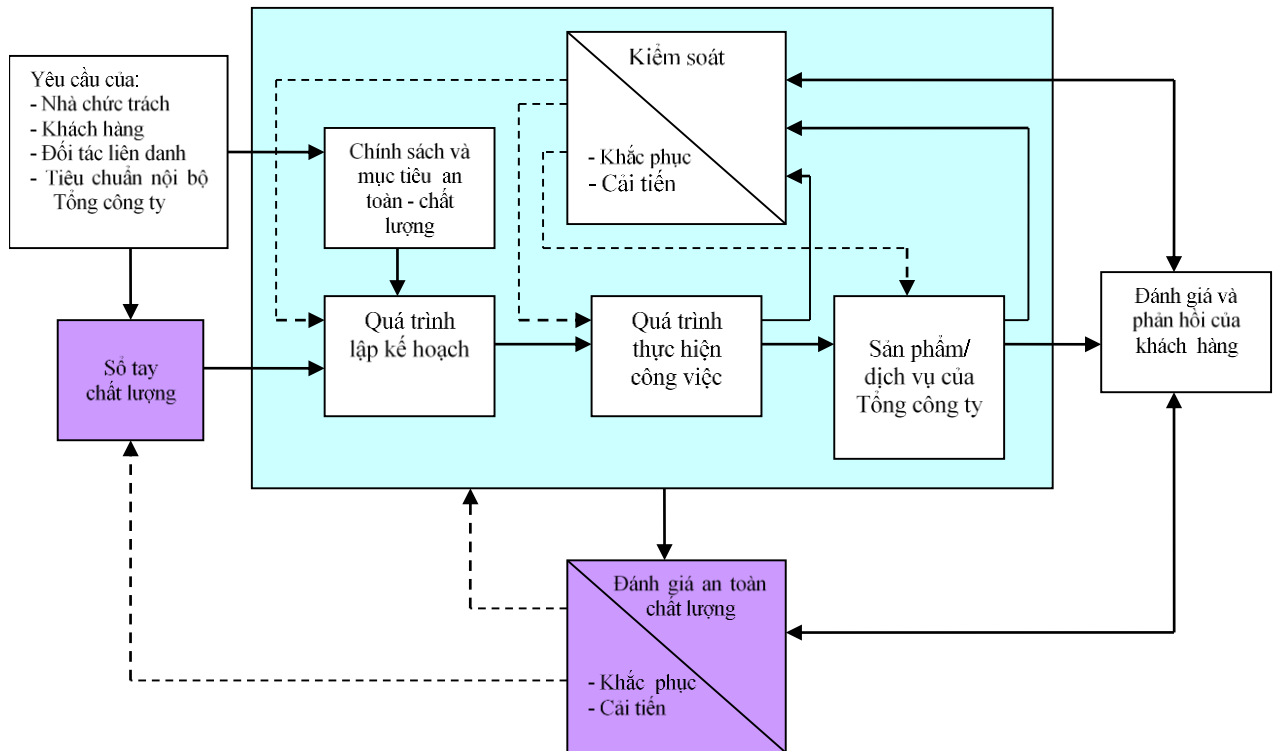 Yêu cầu của:
- Nhà chức trách
- Khách hàng
- Đối tác liên danh
- Tiêu chuẩn nội bộ
Tổng công ty
Chính sách và
mục tiêu an
toàn - chất
lượng
Kiểm soát
- Khắc phục
- Cải tiến
Sổ tay
chất lượng
Quá trình
lập kế hoạch
Quá trình
thực hiện
công việc
Sản phẩm/
dịch vụ của
Tổng công ty
Đánh giá và
phản hồi của
khách hàng
Đánh giá an toàn
chất lượng
- Khắc phục
- Cải tiến